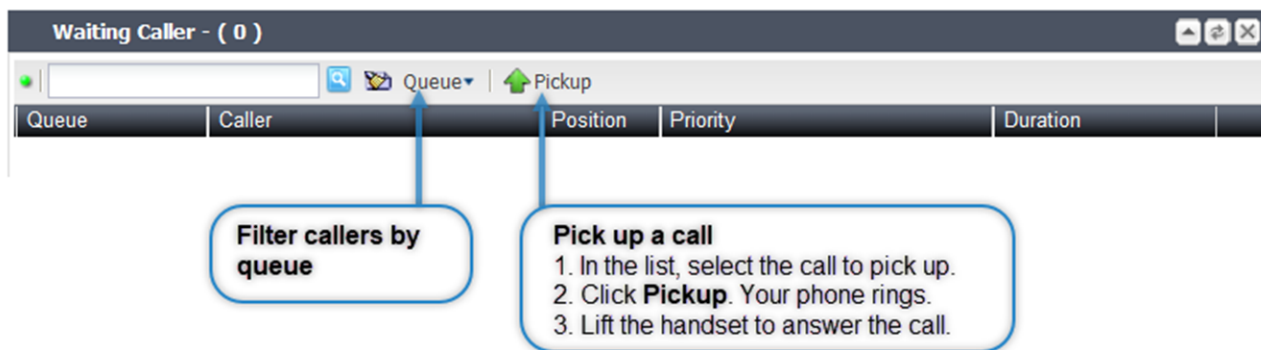 Waiting Caller - ( 0 )
Queue Pickup
Queue Caller Position Priority Duration
Filter callers by
queue
Pick up a call
1. In the list, select the call to pick up.
2. Click Pickup. Your phone rings.
3. Lift the handset to answer the call.